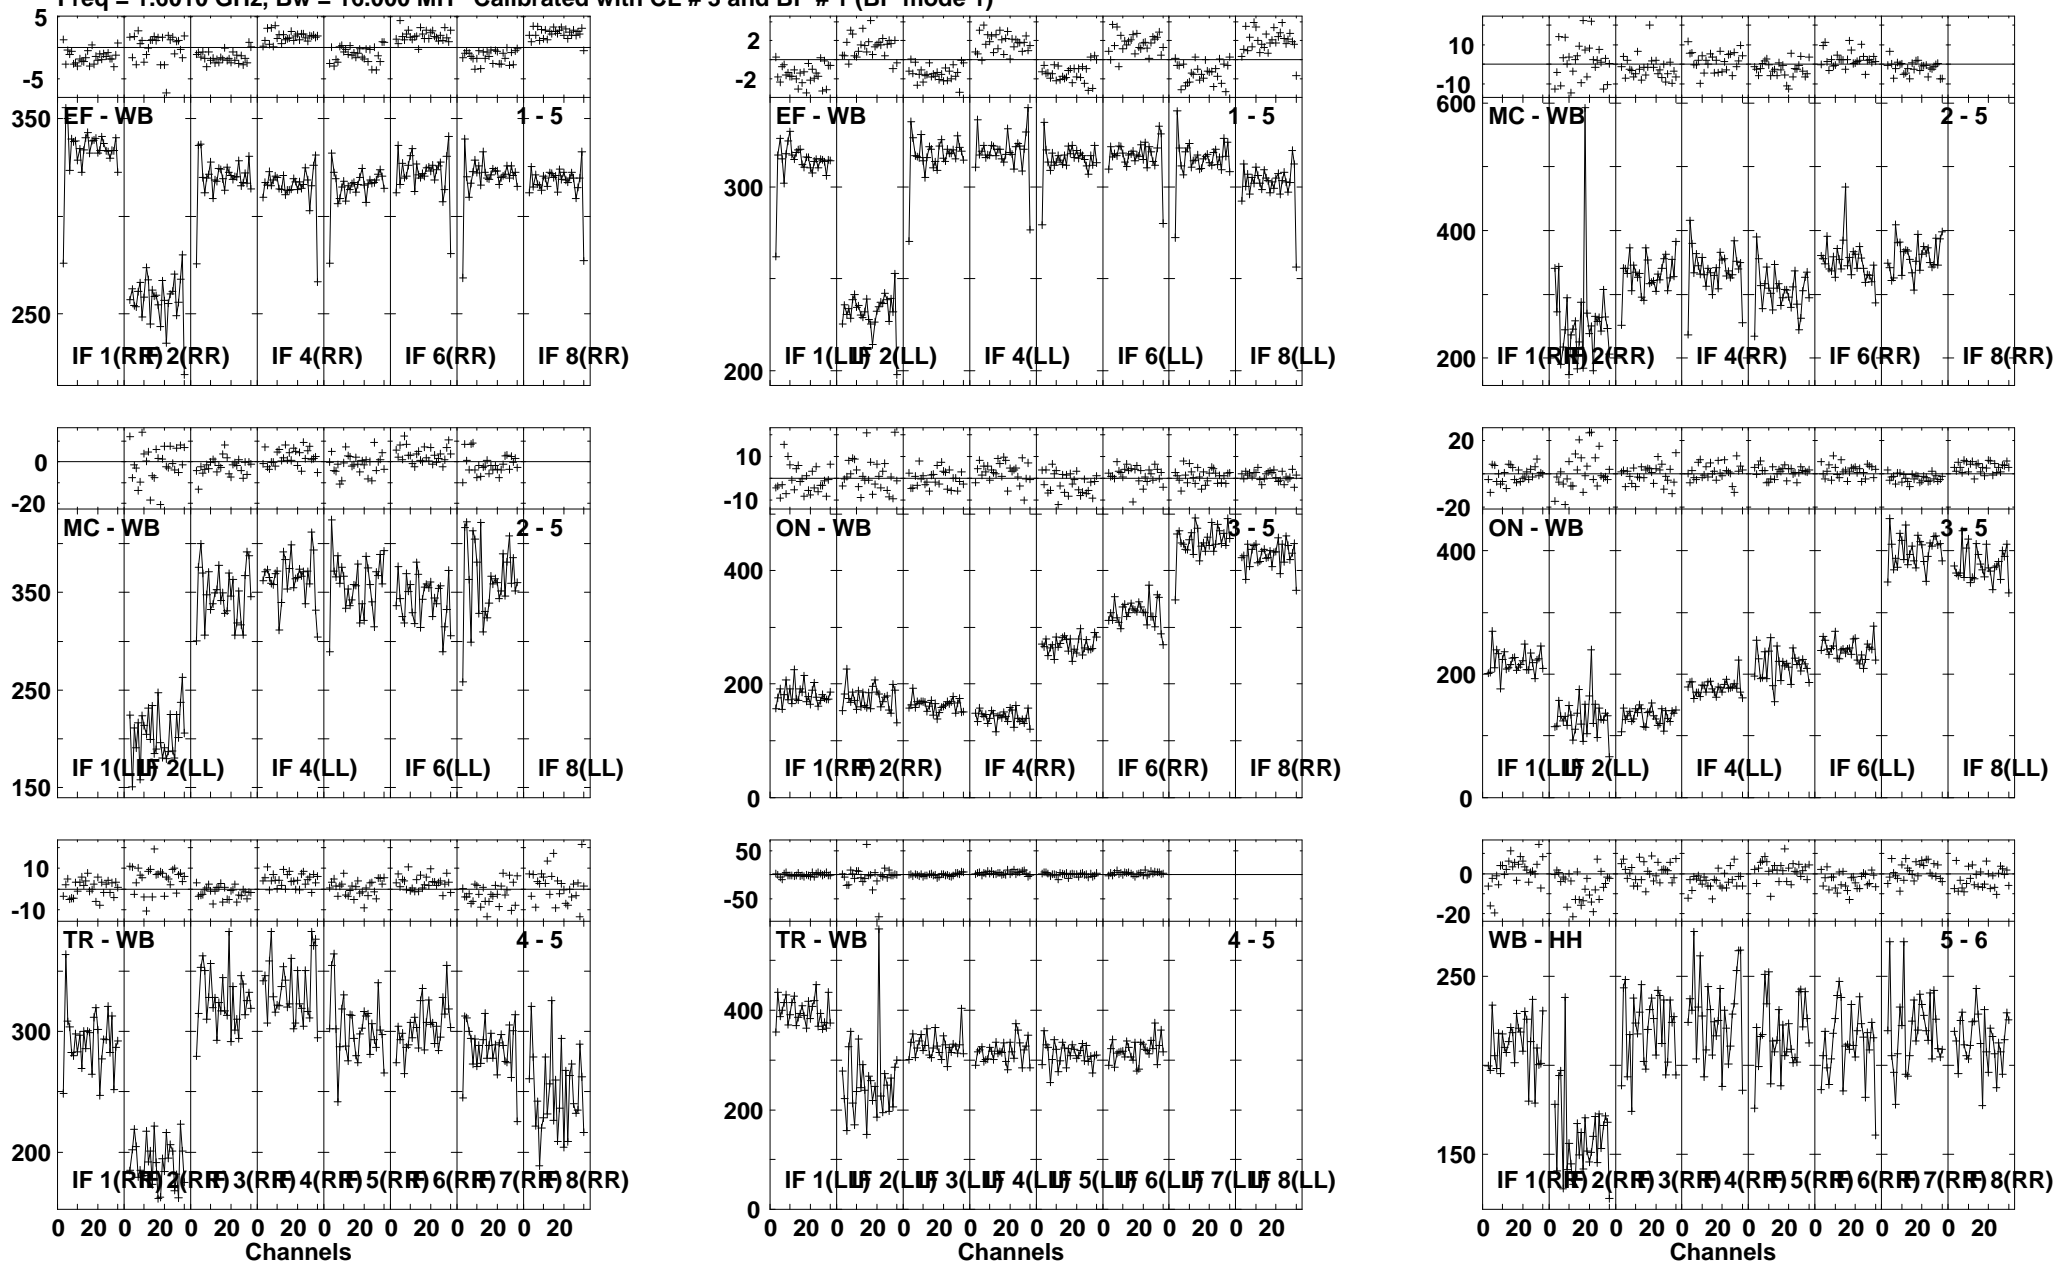 Freq = GHz, Bw = 16.000 MH Calibrated with CL # and BP # 1 (BP mode 1)
5
-5
350
250
EF - WB
1 - 5
IF 1(RR) IF 2(RR) IF 4(RR) IF 6(RR) IF 8(RR)
2
-2
300
200
EF - WB
1 - 5
IF 1(LL) IF 2(LL) IF 4(LL) IF 6(LL) IF 8(LL)
10
-10
600
400
200
MC - WB
2 - 5
IF 1(RR) IF 2(RR) IF 4(RR) IF 6(RR) IF 8(RR)
0
-20
350
250
150
MC - WB
2 - 5
IF 1(LL) IF 2(LL) IF 4(LL) IF 6(LL) IF 8(LL)
10
-10
400
200
0
ON - WB
3 - 5
IF 1(RR) IF 2(RR) IF 4(RR) IF 6(RR) IF 8(RR)
20
0
-20
400
200
0
ON - WB
3 - 5
IF 1(LL) IF 2(LL) IF 4(LL) IF 6(LL) IF 8(LL)
10
-10
300
200
TR - WB
4 - 5
IF 1(RR) IF 2(RR) IF 3(RR) IF 4(RR) IF 5(RR) IF 6(RR) IF 7(RR) IF 8(RR)
0 20 0 20 0 20 0 20 0 20 0 20 0 20 0 20
Channels
50
-50
400
200
0
TR - WB
4 - 5
IF 1(LL) IF 2(LL) IF 3(LL) IF 4(LL) IF 5(LL) IF 6(LL) IF 7(LL) IF 8(LL)
0 20 0 20 0 20 0 20 0 20 0 20 0 20 0 20
Channels
0
-20
250
150
WB - HH
5 - 6
IF 1(RR) IF 2(RR) IF 3(RR) IF 4(RR) IF 5(RR) IF 6(RR) IF 7(RR) IF 8(RR)
0 20 0 20 0 20 0 20 0 20 0 20 0 20 0 20
Channels